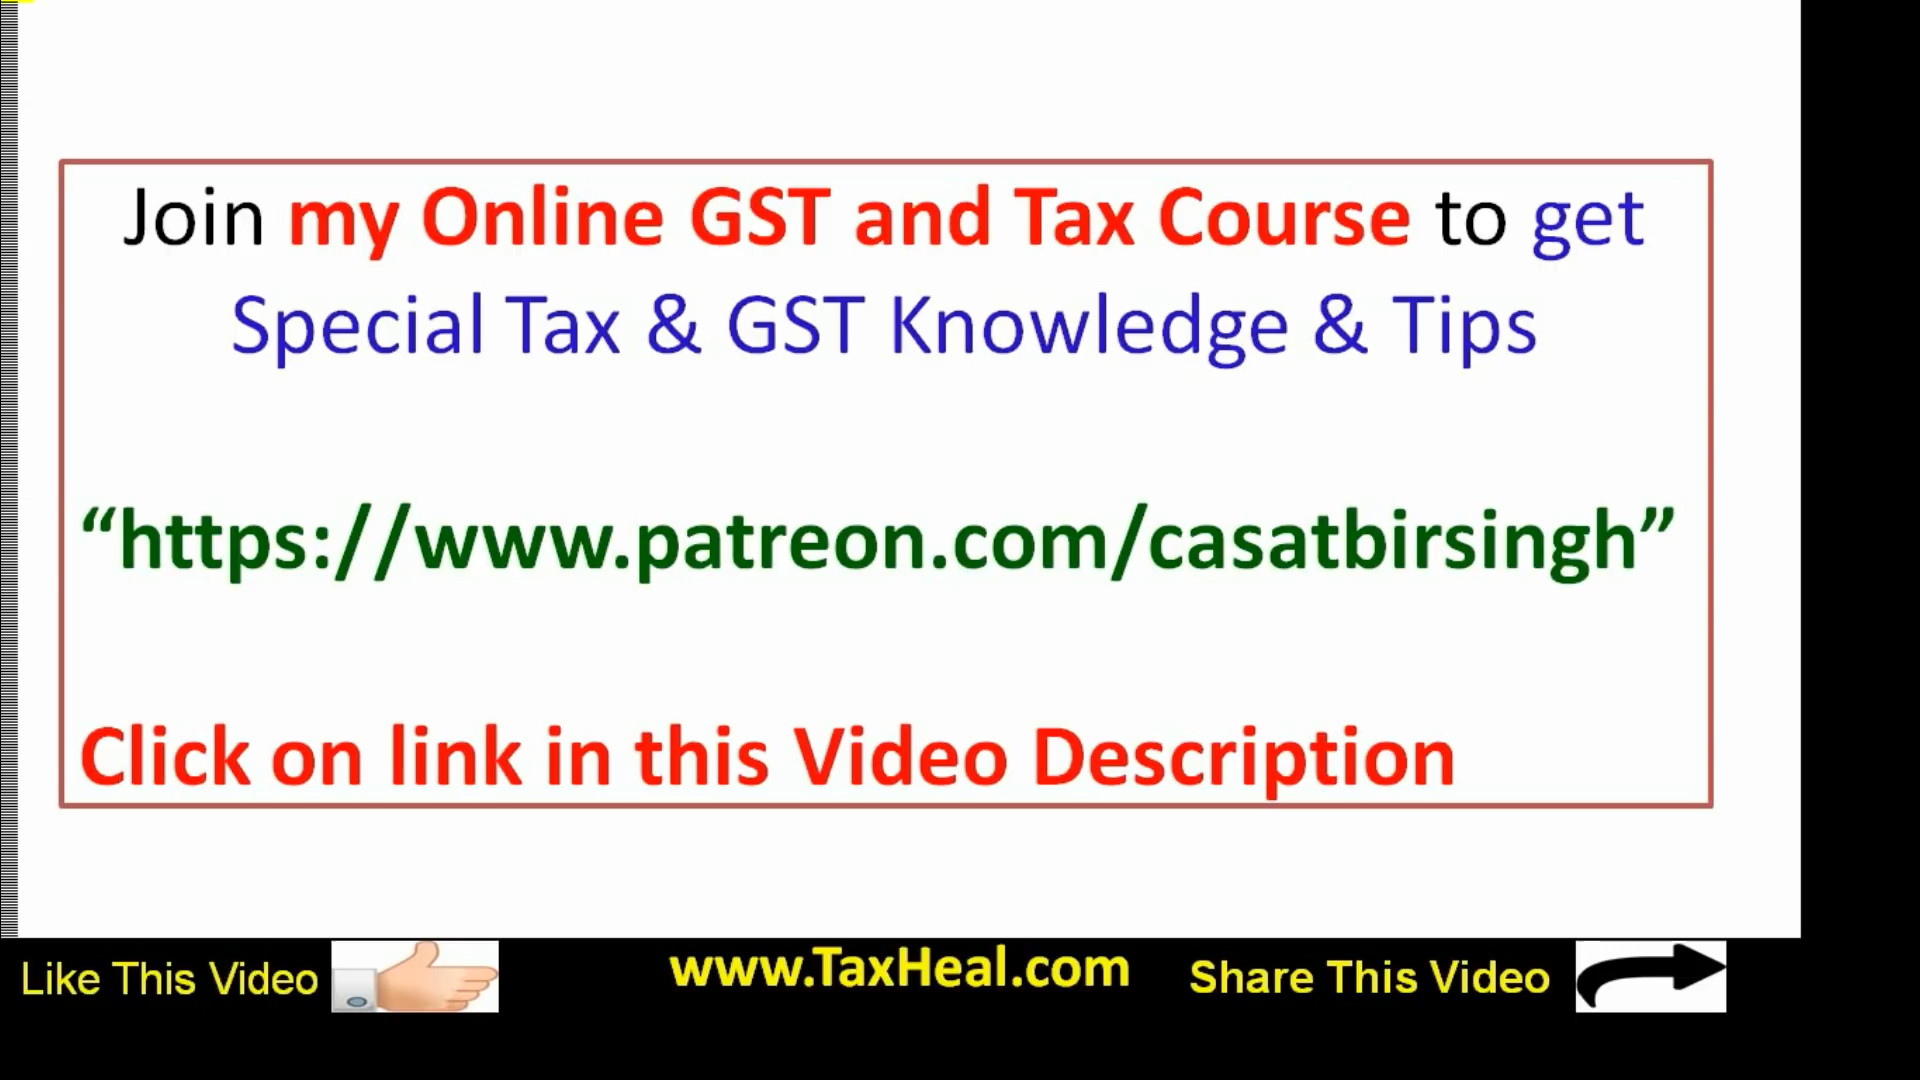 Join my Online GST and Tax Course to get
Special Tax & GST Knowledge & Tips
“https://www.patreon.com/casatbirsingh”
Click on link in this Video Description
Like This Video
www.TaxHeal.com
Share This Video